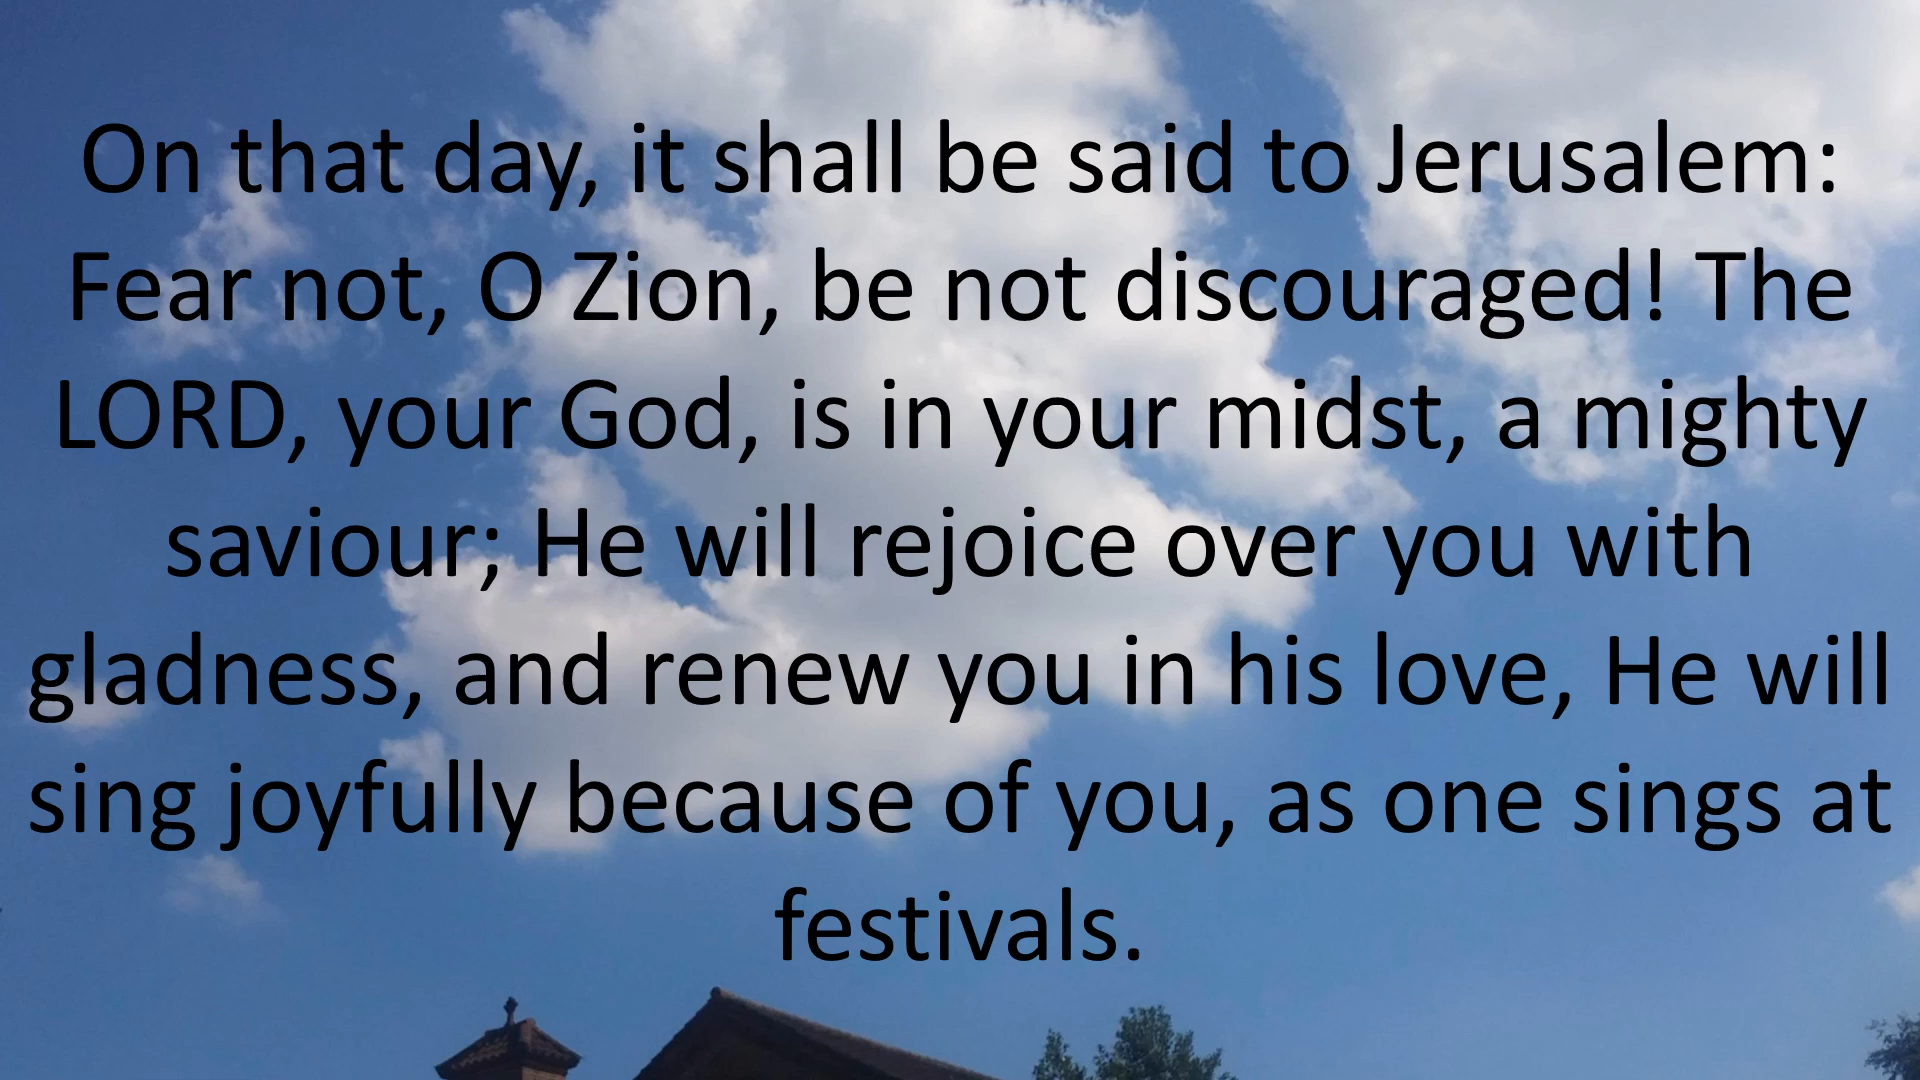 On that day, it shall be said to Jerusalem:
Fear not, O Zion, be not discouraged! The
LORD, your God, is in your midst, a mighty
saviour; He will rejoice over you with
gladness, and renew you in his love, He will
sing joyfully because of you, as one sings at
festivals.